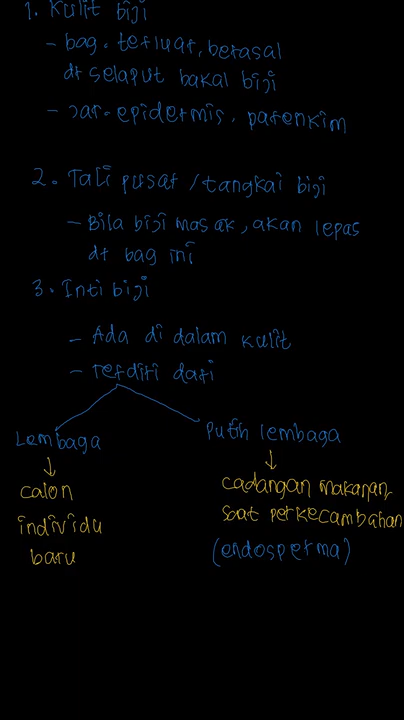 1. Kulit biji
- bag. terluar, berasal
dr selaput bakal biji
- Jar. epidermis. parenkim
2. Tali pusat / tangkai biji
- Bila biji masak, akan lepas
dr bag ini
3. Inti biji
- Ada di dalam kulit
- terdiri dari
Lembaga
Putih lembaga
↓
↓
calon
individu
baru
cadangan makanan,
saat perkecambahan
(endosperma)